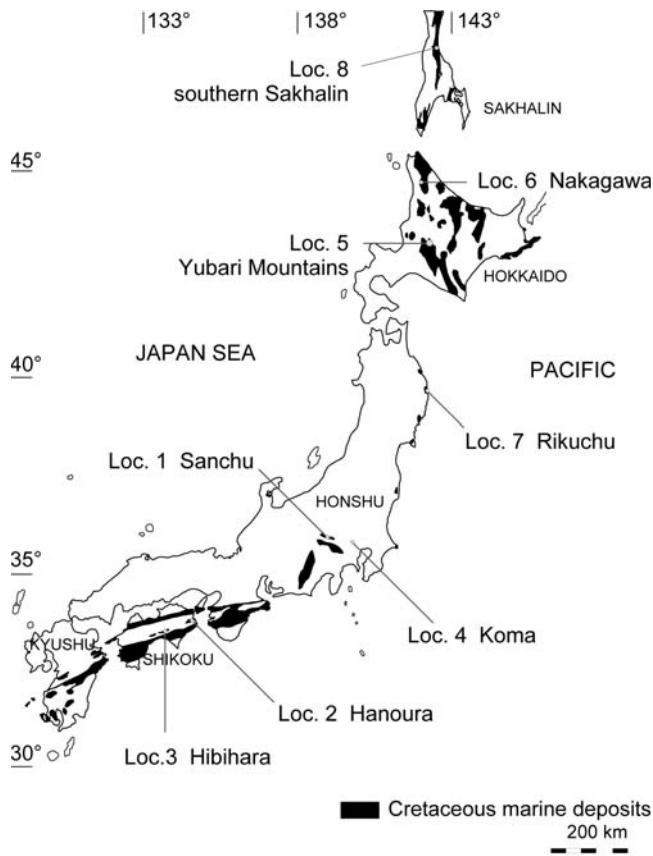 133° 138° 143°
Loc. 8
southern Sakhalin
SAKHALIN
45°
Loc. 6 Nakagawa
Loc. 5
Yubari Mountains
HOKKAIDO
JAPAN SEA
40°
PACIFIC
Loc. 7 Rikuchu
Loc. 1 Sanchu
HONSHU
35°
Loc. 4 Koma
KYUSHU
SHIKOKU
Loc. 2 Hanoura
Loc.3 Hibihara
30°
Cretaceous marine deposits
200 km